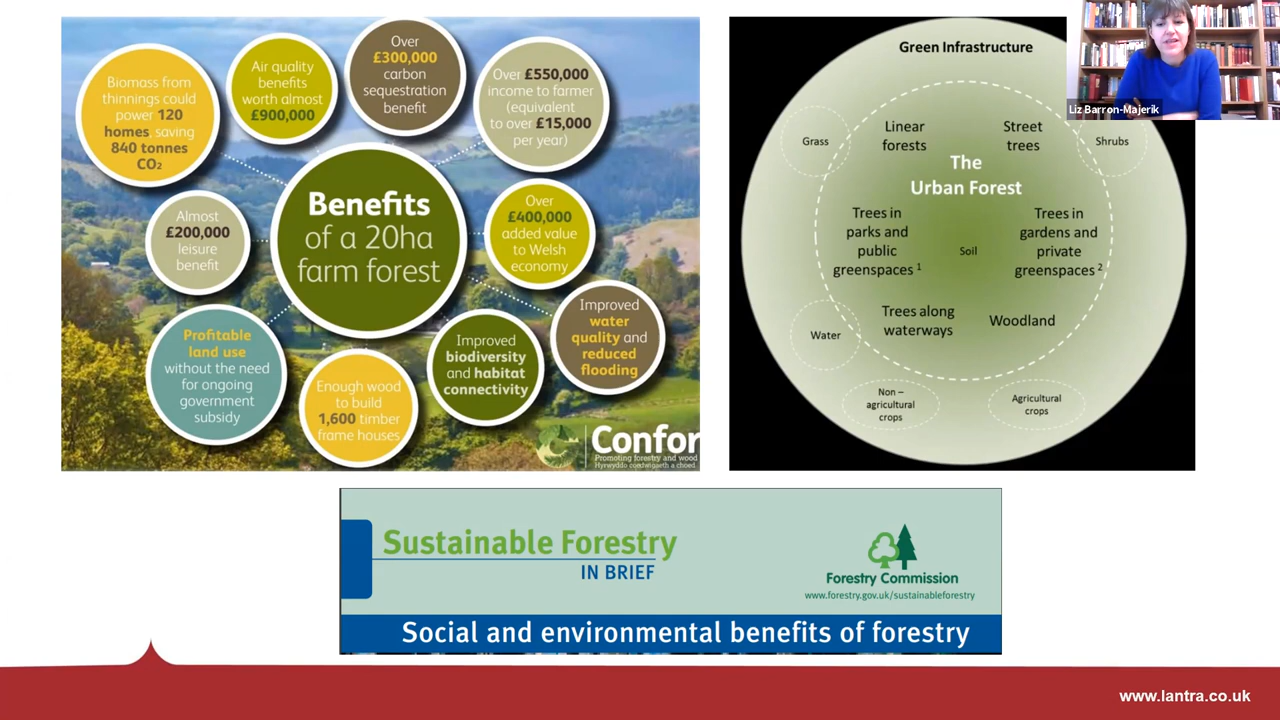 Biomass from
thinnings could
power 120
homes saving
840 tonnes
CO₂
Air quality
benefits
worth almost
£900,000
Over
£300,000
carbon
sequestration
benefit
Over £550,000
income to farmer
(equivalent
to over £15,000
per year)
Almost
£200,000
leisure
benefit
Benefits
of a 20ha
farm forest
Over
£400,000
added value
to Welsh
economy
Improved
water
quality and
reduced
flooding
Profitable
land use
without the need
for ongoing
government
subsidy
Enough wood
to build
1,600 timber
frame houses
Improved
biodiversity
and habitat
connectivity
Confor
Promoting forestry and wood
Hyrwyddo coedwigaeth a choed
Green Infrastructure
Grass
Linear
forests
Street
trees
Shrubs
The
Urban Forest
Trees in
parks and
public
greenspaces ¹
Soil
Trees in
gardens and
private
greenspaces ²
Water
Trees along
waterways
Woodland
Non –
agricultural
crops
Agricultural
crops
Liz Barron-Majerik
Sustainable Forestry
IN BRIEF
Forestry Commission
www.forestry.gov.uk/sustainableforestry
Social and environmental benefits of forestry
www.lantra.co.uk